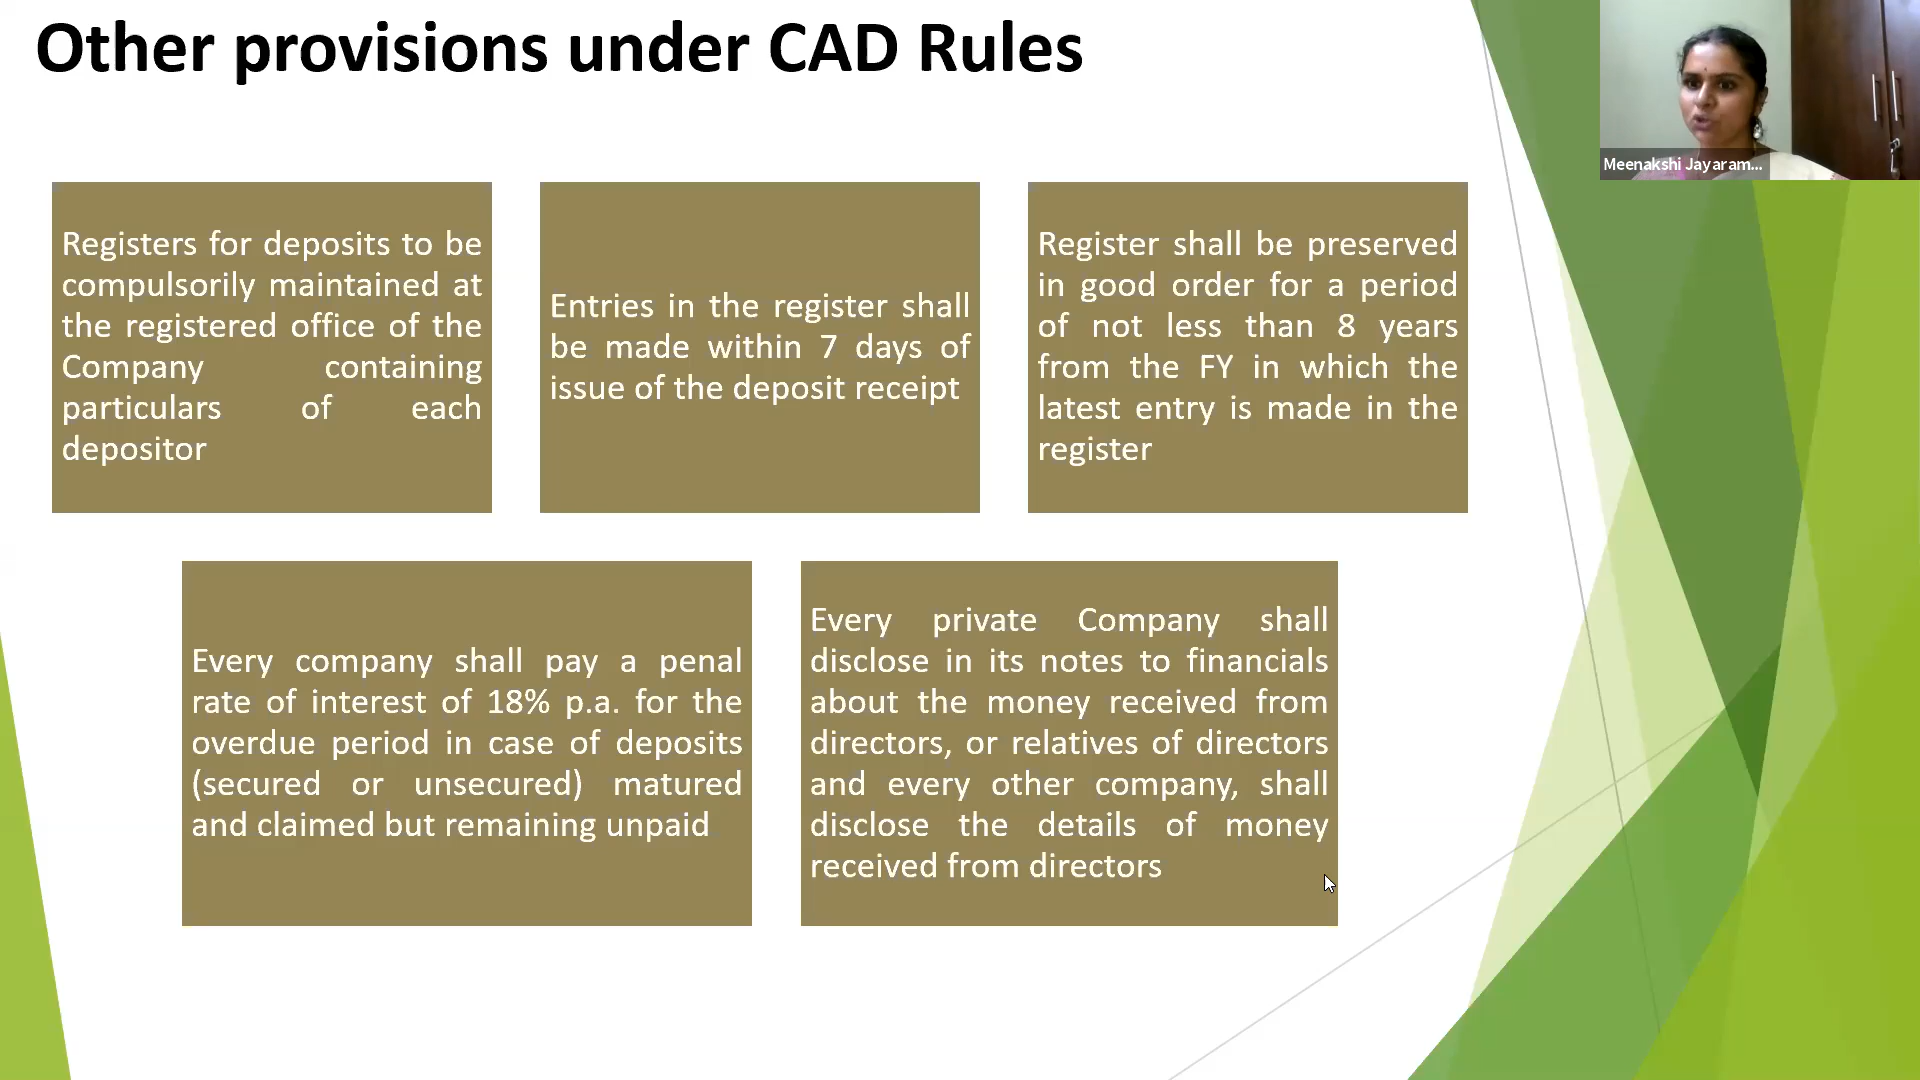 Other provisions under CAD Rules
Meenakshi Jayaram...
Registers for deposits to be
compulsorily maintained at
the registered office of the
Company containing
particulars of each
depositor
Entries in the register shall
be made within 7 days of
issue of the deposit receipt
Register shall be preserved
in good order for a period
of not less than 8 years
from the FY in which the
latest entry is made in the
register
Every company shall pay a penal
rate of interest of 18% p.a. for the
overdue period in case of deposits
(secured or unsecured) matured
and claimed but remaining unpaid
Every private Company shall
disclose in its notes to financials
about the money received from
directors, or relatives of directors
and every other company, shall
disclose the details of money
received from directors